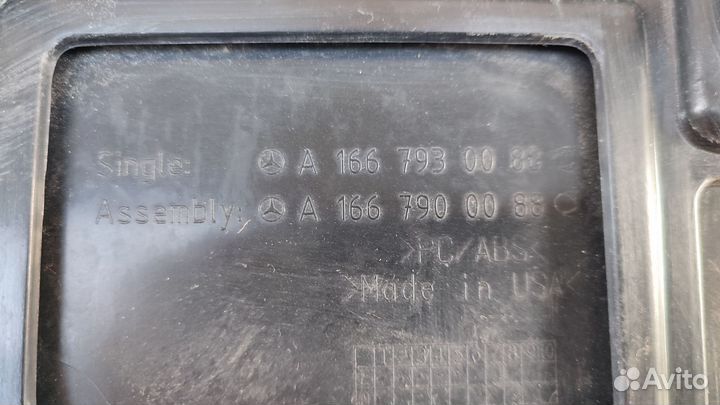 Single: A 166 793 00 88
Assembly: A 166 790 00 88
>PC/ABS<
>Made in USA<
Avito